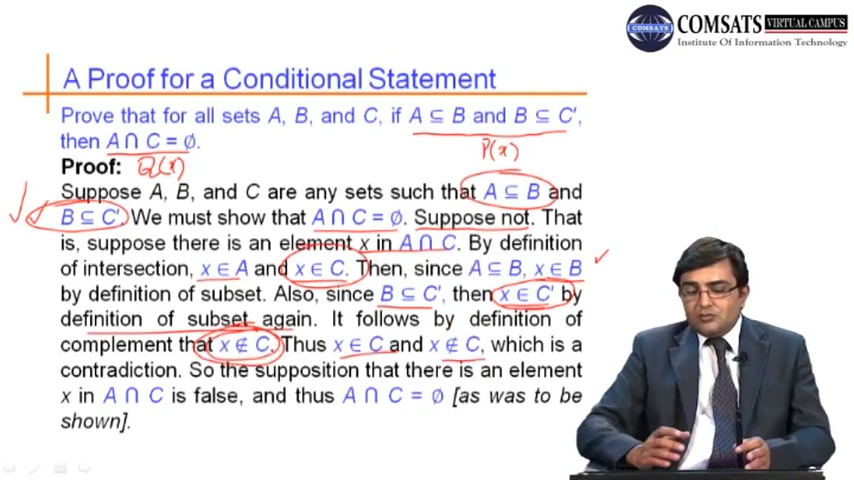 COMSATS VIRTUAL CAMPUS
COMSATS
Institute Of Information Technology
A Proof for a Conditional Statement
Prove that for all sets A, B, and C, if A ⊆ B and B ⊆ C',
then A ∩ C = ∅.
P(x)
Proof: Q(x)
Suppose A, B, and C are any sets such that A ⊆ B and
B ⊆ C'. We must show that A ∩ C = ∅. Suppose not. That
is, suppose there is an element x in A ∩ C. By definition
of intersection, x ∈ A and x ∈ C. Then, since A ⊆ B, x ∈ B
by definition of subset. Also, since B ⊆ C', then x ∈ C' by
definition of subset again. It follows by definition of
complement that x ∉ C. Thus x ∈ C and x ∉ C, which is a
contradiction. So the supposition that there is an element
x in A ∩ C is false, and thus A ∩ C = ∅ [as was to be
shown].